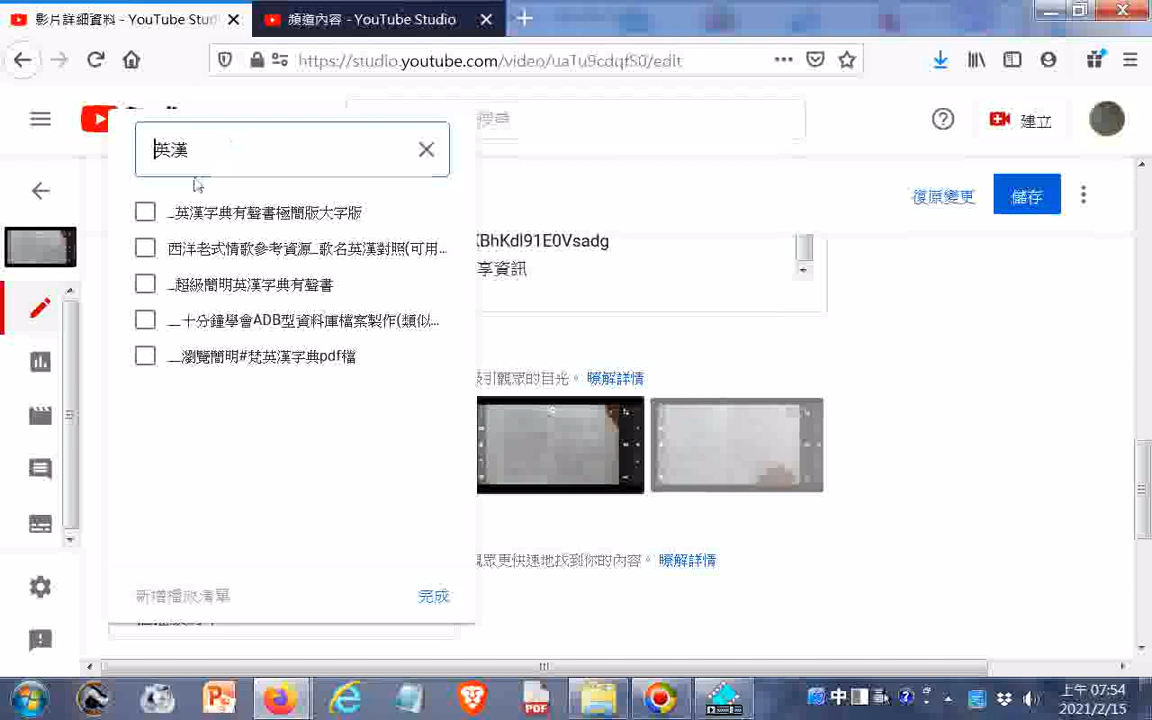 影片詳細資料 - YouTube Stu
頻道內容 - YouTube Studio
https://studio.youtube.com/video/uaTu9cdqfS0/edit
搜尋
建立
英漢
復原變更
儲存
_英漢字典有聲書極簡版大字版
西洋老式情歌參考資源_歌名英漢對照(可用...
_超級簡明英漢字典有聲書
__十分鐘學會ADB型資料庫檔案製作(類似...
__瀏覽簡明#梵英漢字典pdf檔
KBhKdl91E0Vsadg
享資訊
引觀眾的目光。 瞭解詳情
觀眾更快速地找到你的內容。 瞭解詳情
新增播放清單
完成
PDF
中
上午 07:54
2021/2/15